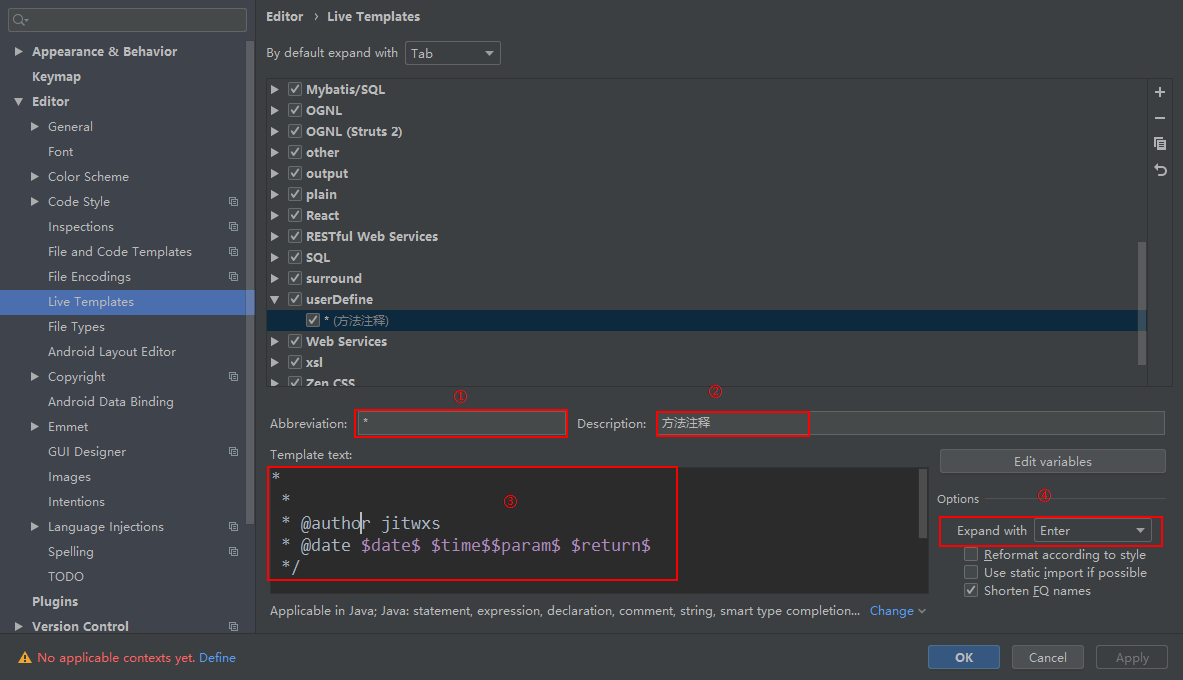 Editor › Live Templates
By default expand with Tab
Appearance & Behavior
Keymap
Editor
General
Font
Color Scheme
Code Style
Inspections
File and Code Templates
File Encodings
Live Templates
File Types
Android Layout Editor
Copyright
Android Data Binding
Emmet
GUI Designer
Images
Intentions
Language Injections
Spelling
TODO
Plugins
Version Control
Mybatis/SQL
OGNL
OGNL (Struts 2)
other
output
plain
React
RESTful Web Services
SQL
surround
userDefine
* (方法注释)
Web Services
xsl
Zen CSS
①
②
Abbreviation: *
Description: 方法注释
Template text:
Edit variables
*
*
* @author jitwxs
* @date $date$ $time$$param$ $return$
*/
③
Options
④
Expand with Enter
Reformat according to style
Use static import if possible
Shorten FQ names
Applicable in Java; Java: statement, expression, declaration, comment, string, smart type completion... Change
No applicable contexts yet. Define
OK
Cancel
Apply